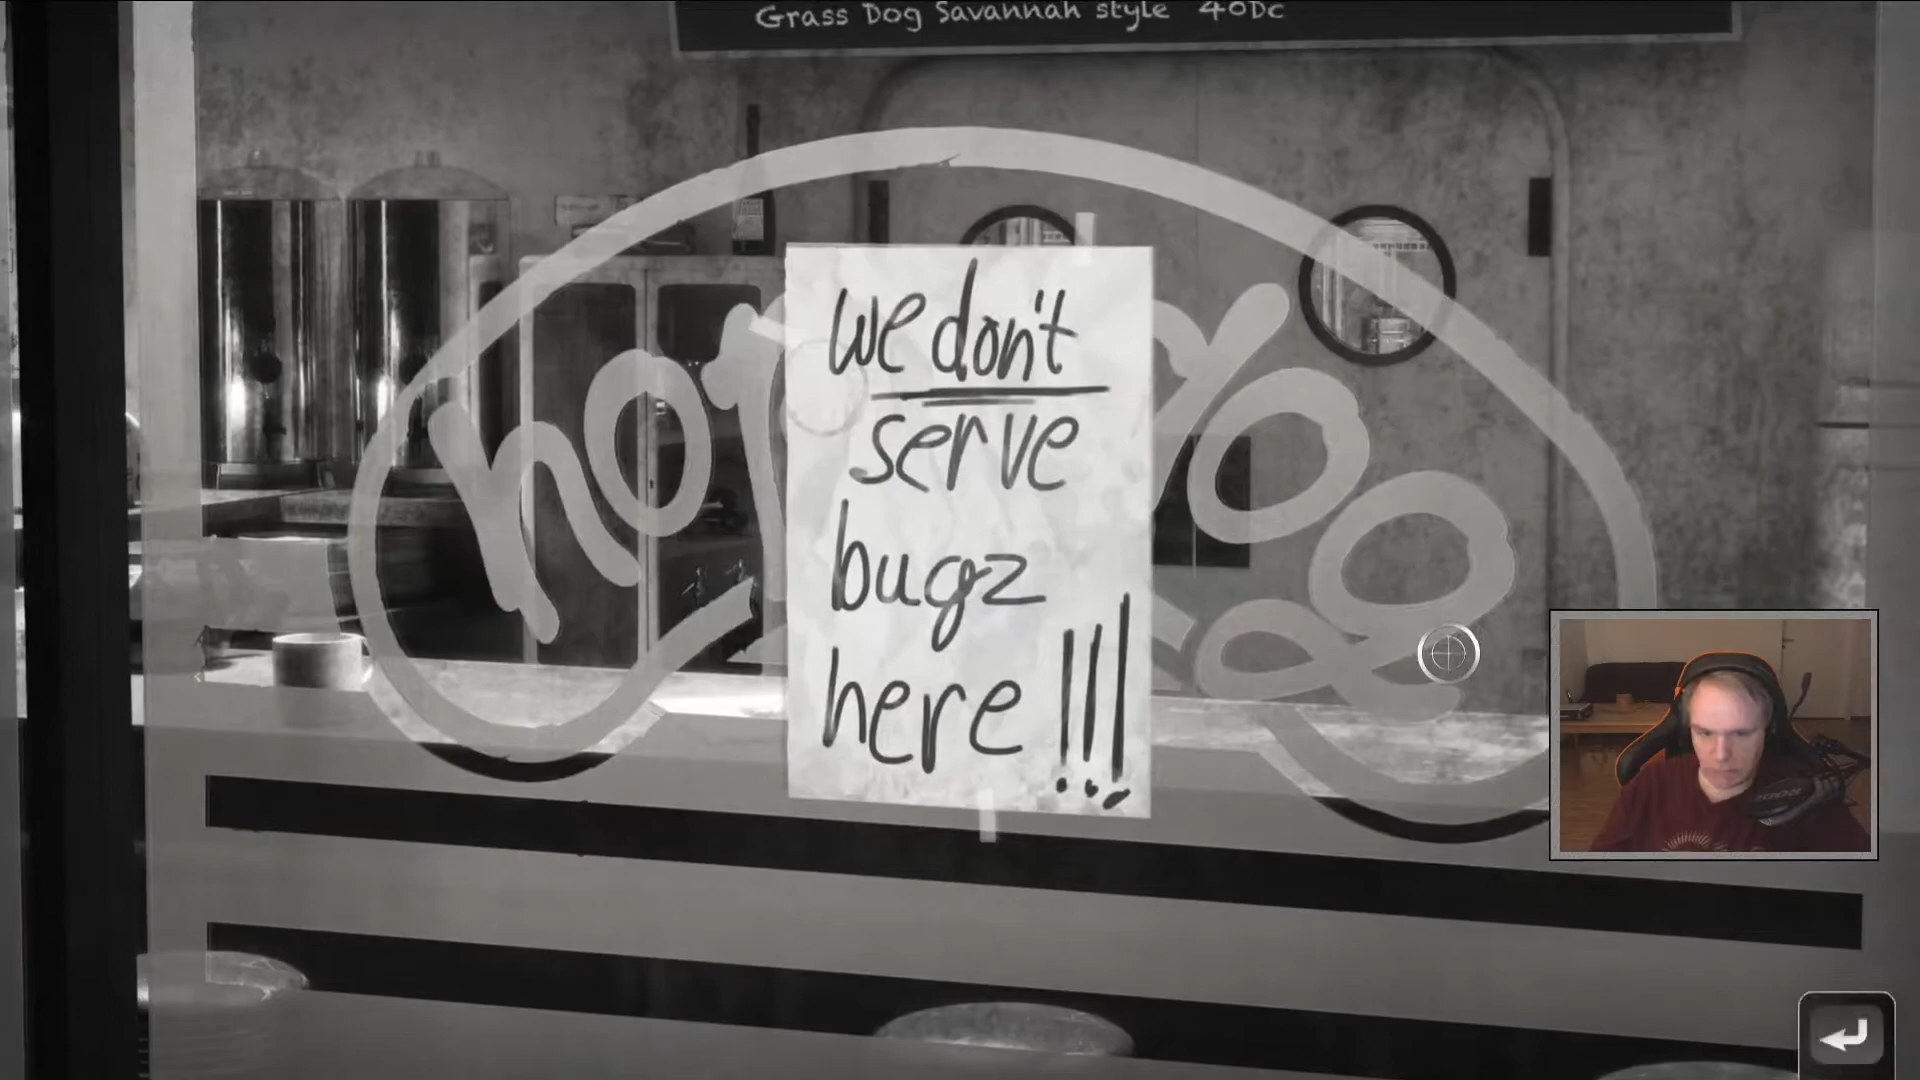 Grass Dog Savannah style 40Dc
we don't
serve
bugz
here!!!